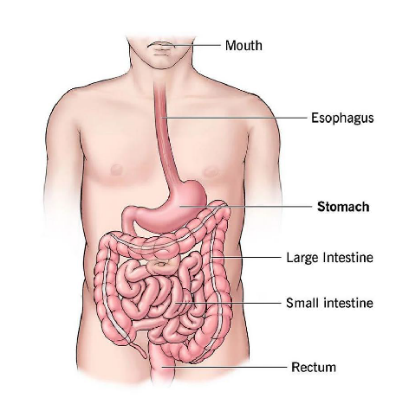 Mouth
Esophagus
Stomach
Large Intestine
Small intestine
Rectum